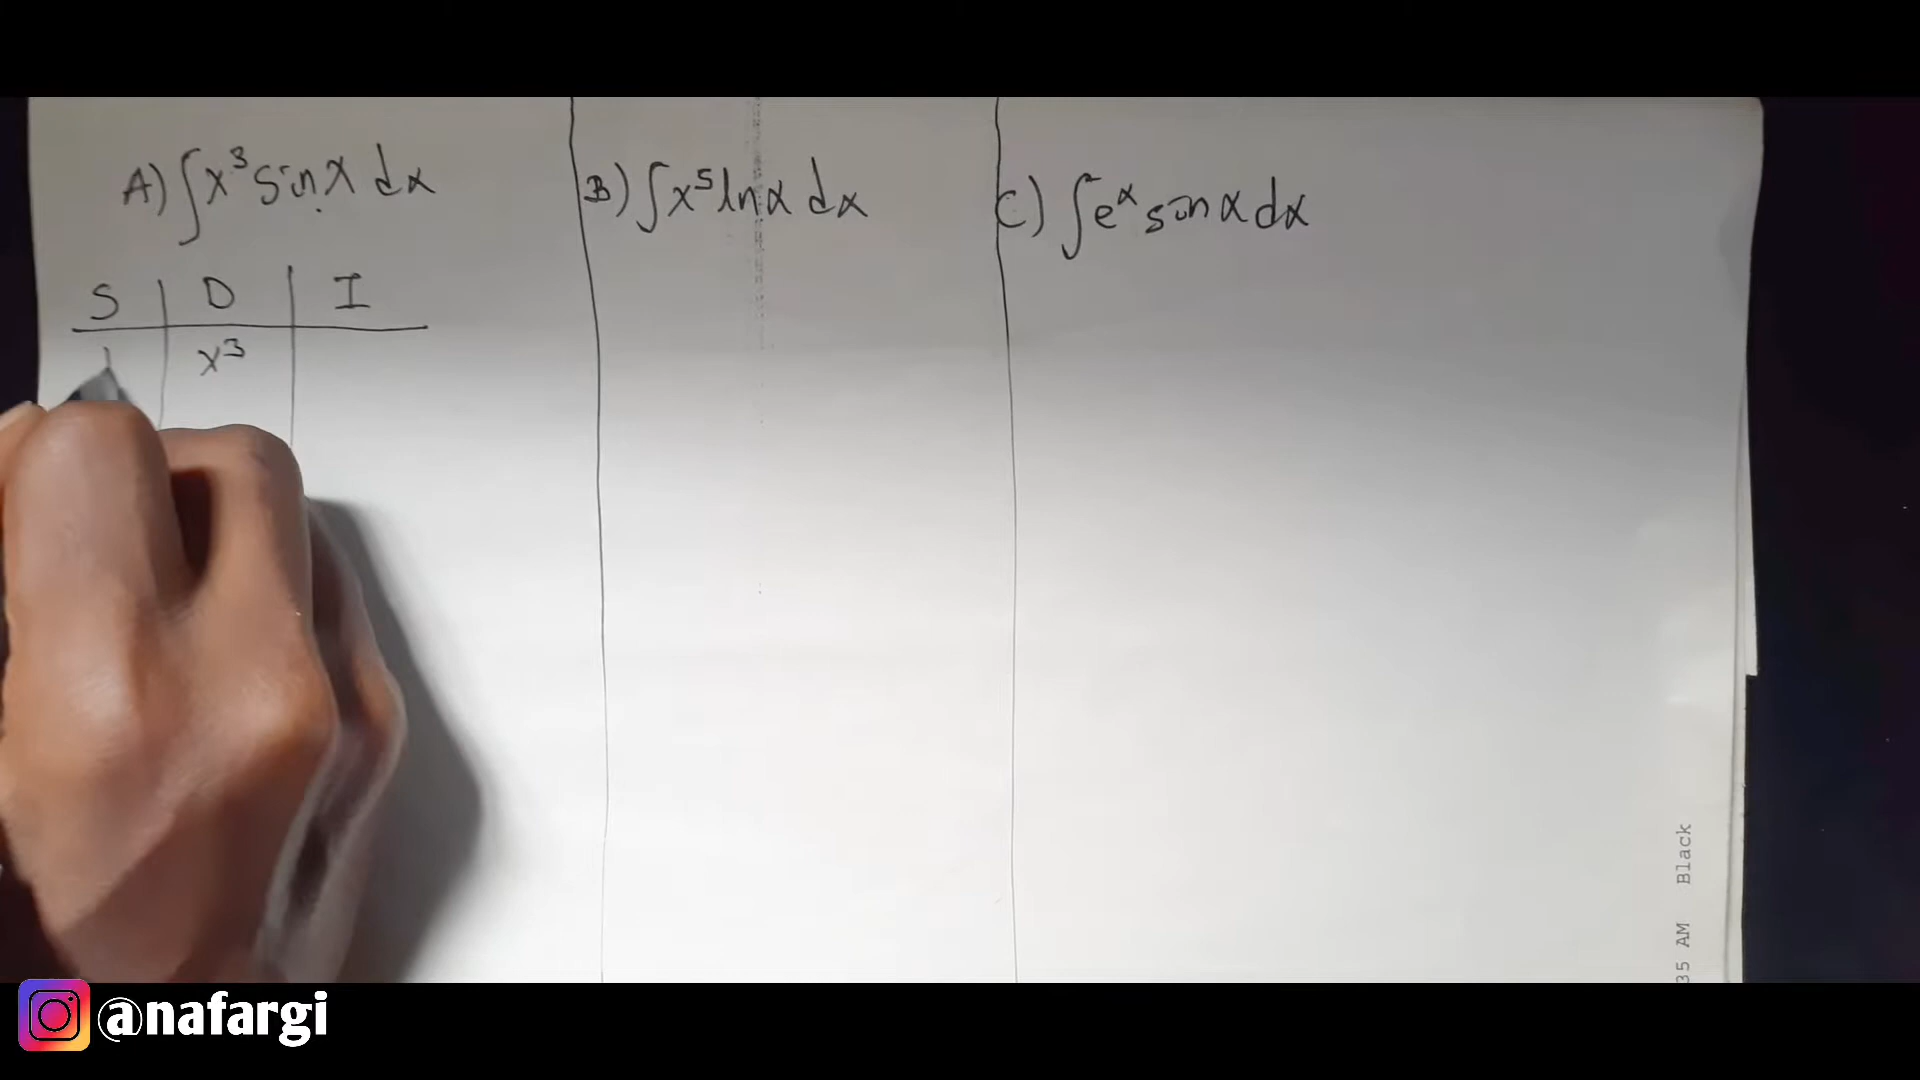 A) ∫x³ sin x dx
S | D | I
x³
B) ∫x⁵ ln x dx
C) ∫eˣ sin x dx
35 AM Black
@nafargi